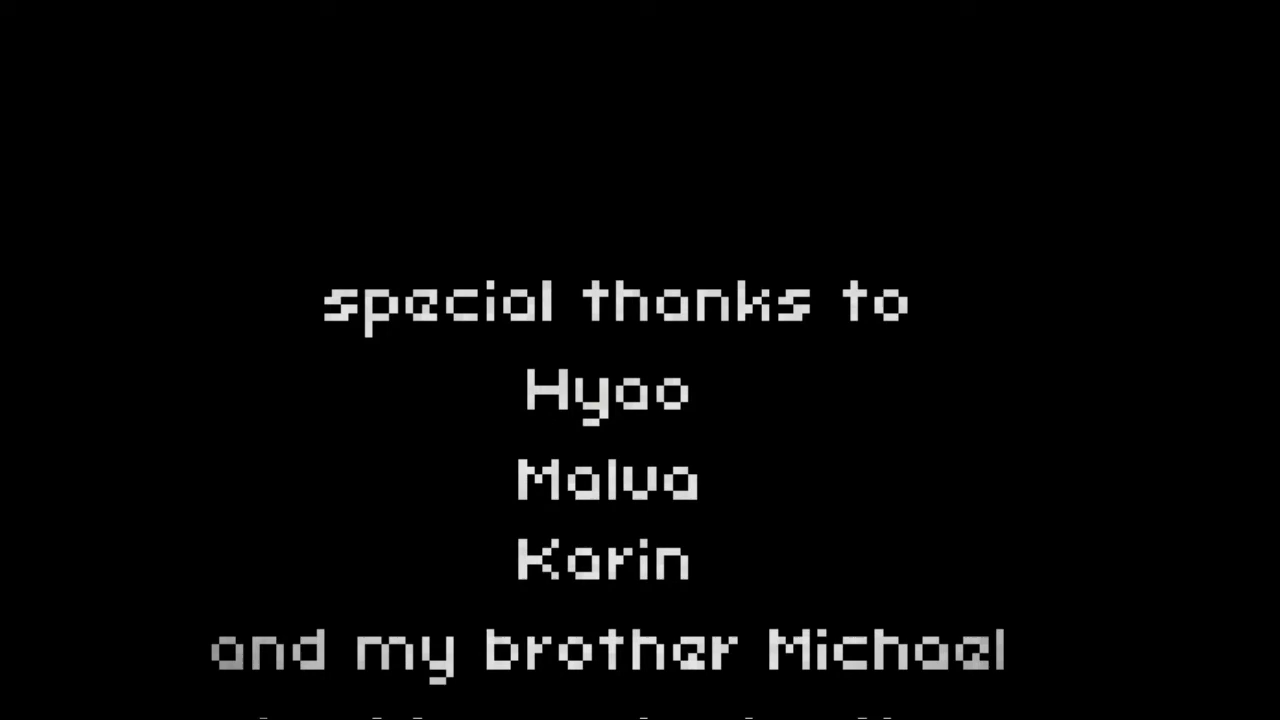 special thanks to
Hyao
Malva
Karin
and my brother Michael